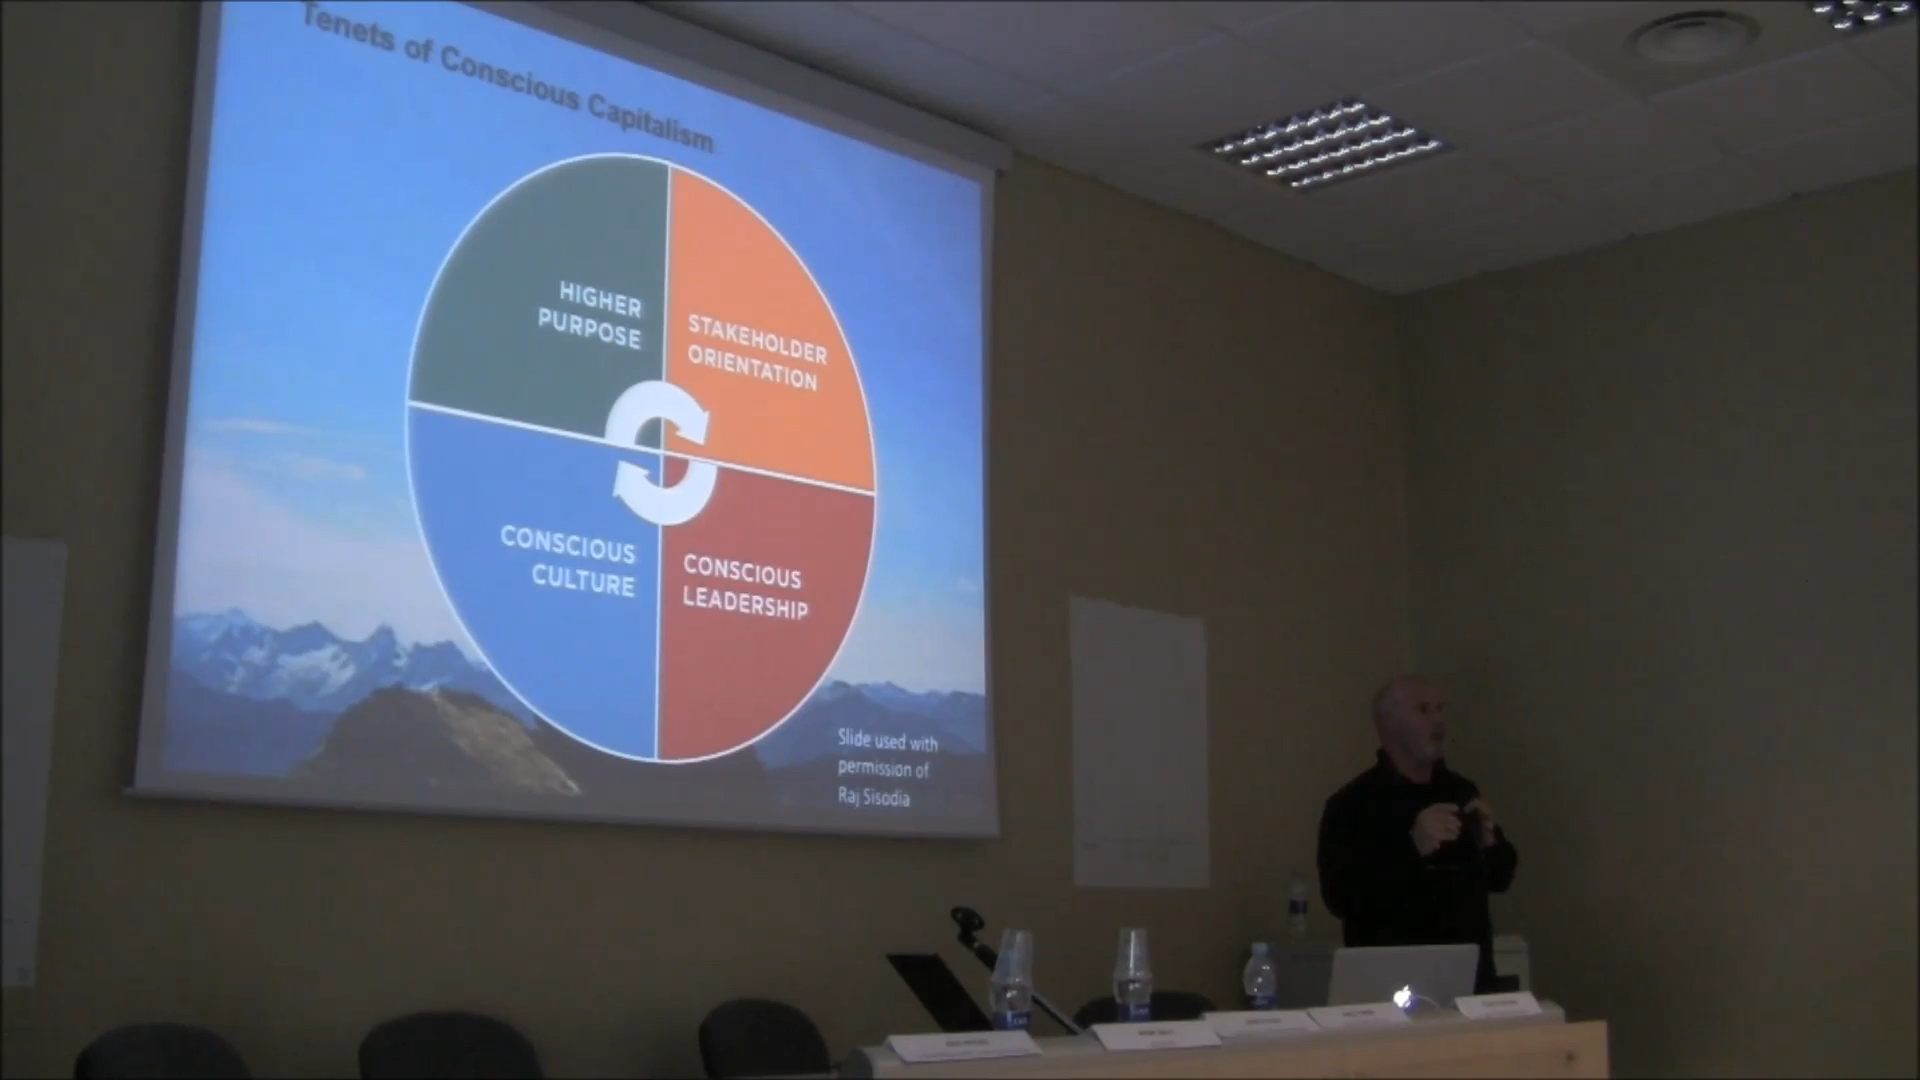 Tenets of Conscious Capitalism
HIGHER
PURPOSE
STAKEHOLDER
ORIENTATION
CONSCIOUS
CULTURE
CONSCIOUS
LEADERSHIP
Slide used with
permission of
Raj Sisodia